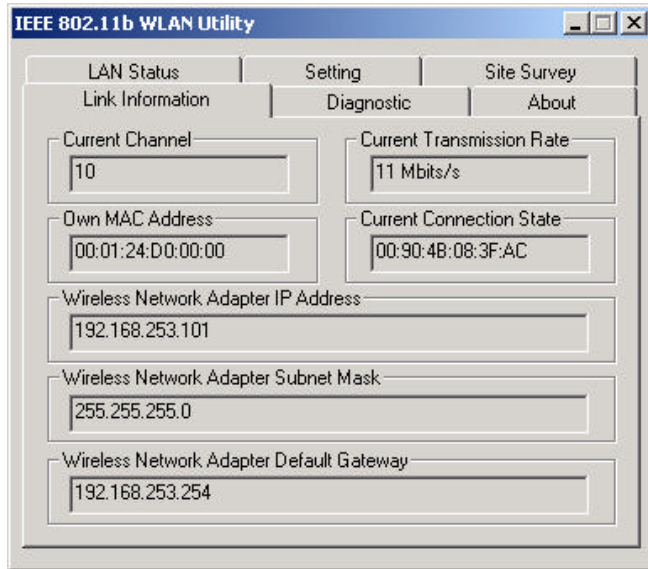 IEEE 802.11b WLAN Utility
LAN Status Setting Site Survey
Link Information Diagnostic About
Current Channel Current Transmission Rate
10 11 Mbits/s
Own MAC Address Current Connection State
00:01:24:D0:00:00 00:90:4B:08:3F:AC
Wireless Network Adapter IP Address
192.168.253.101
Wireless Network Adapter Subnet Mask
255.255.255.0
Wireless Network Adapter Default Gateway
192.168.253.254